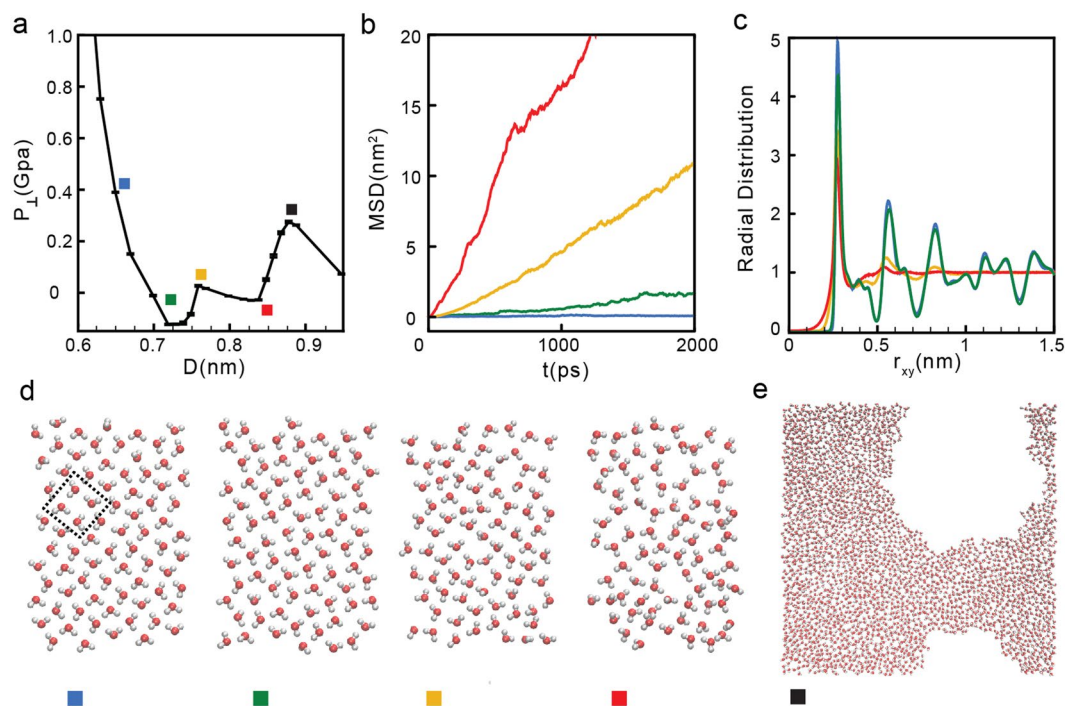 a
1.0
0.8
0.6
0.4
0.2
0
P⊥(Gpa)
0.6 0.7 0.8 0.9
D(nm)
b
20
15
10
5
0
MSD(nm²)
0 1000 2000
t(ps)
c
5
4
3
2
1
0
Radial Distribution
0 0.5 1.0 1.5
r_xy(nm)
d
e